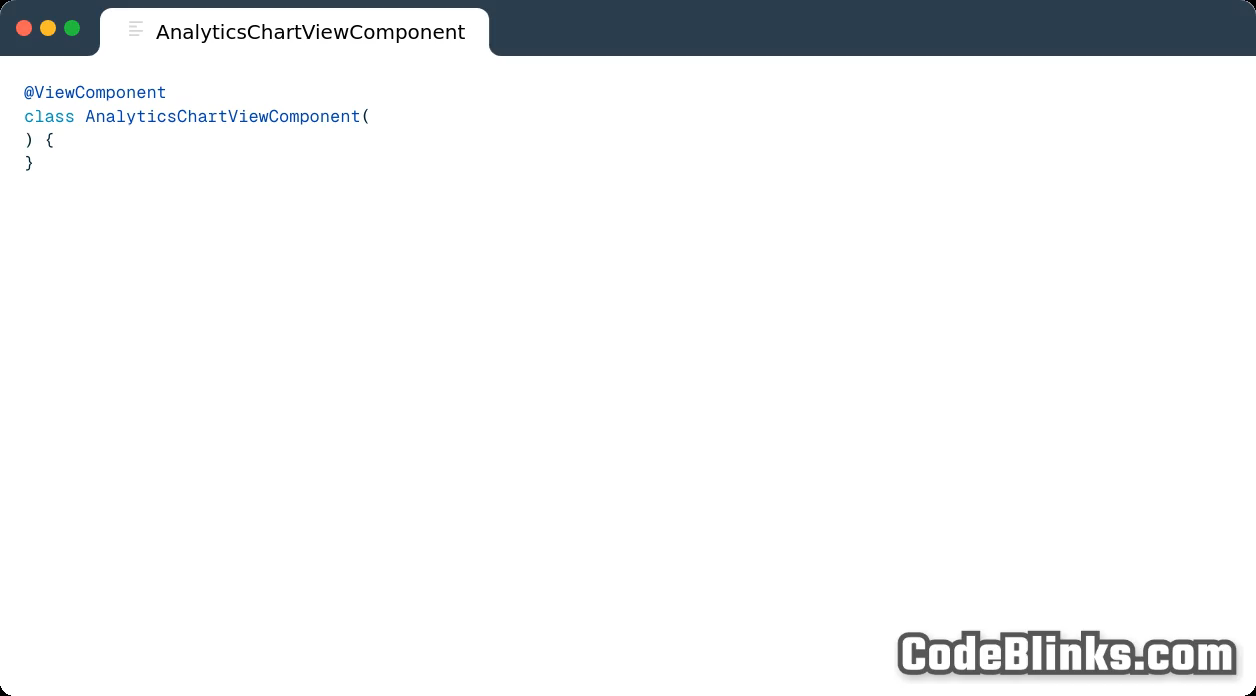 AnalyticsChartViewComponent
@ViewComponent
class AnalyticsChartViewComponent(
) {
}
CodeBlinks.com